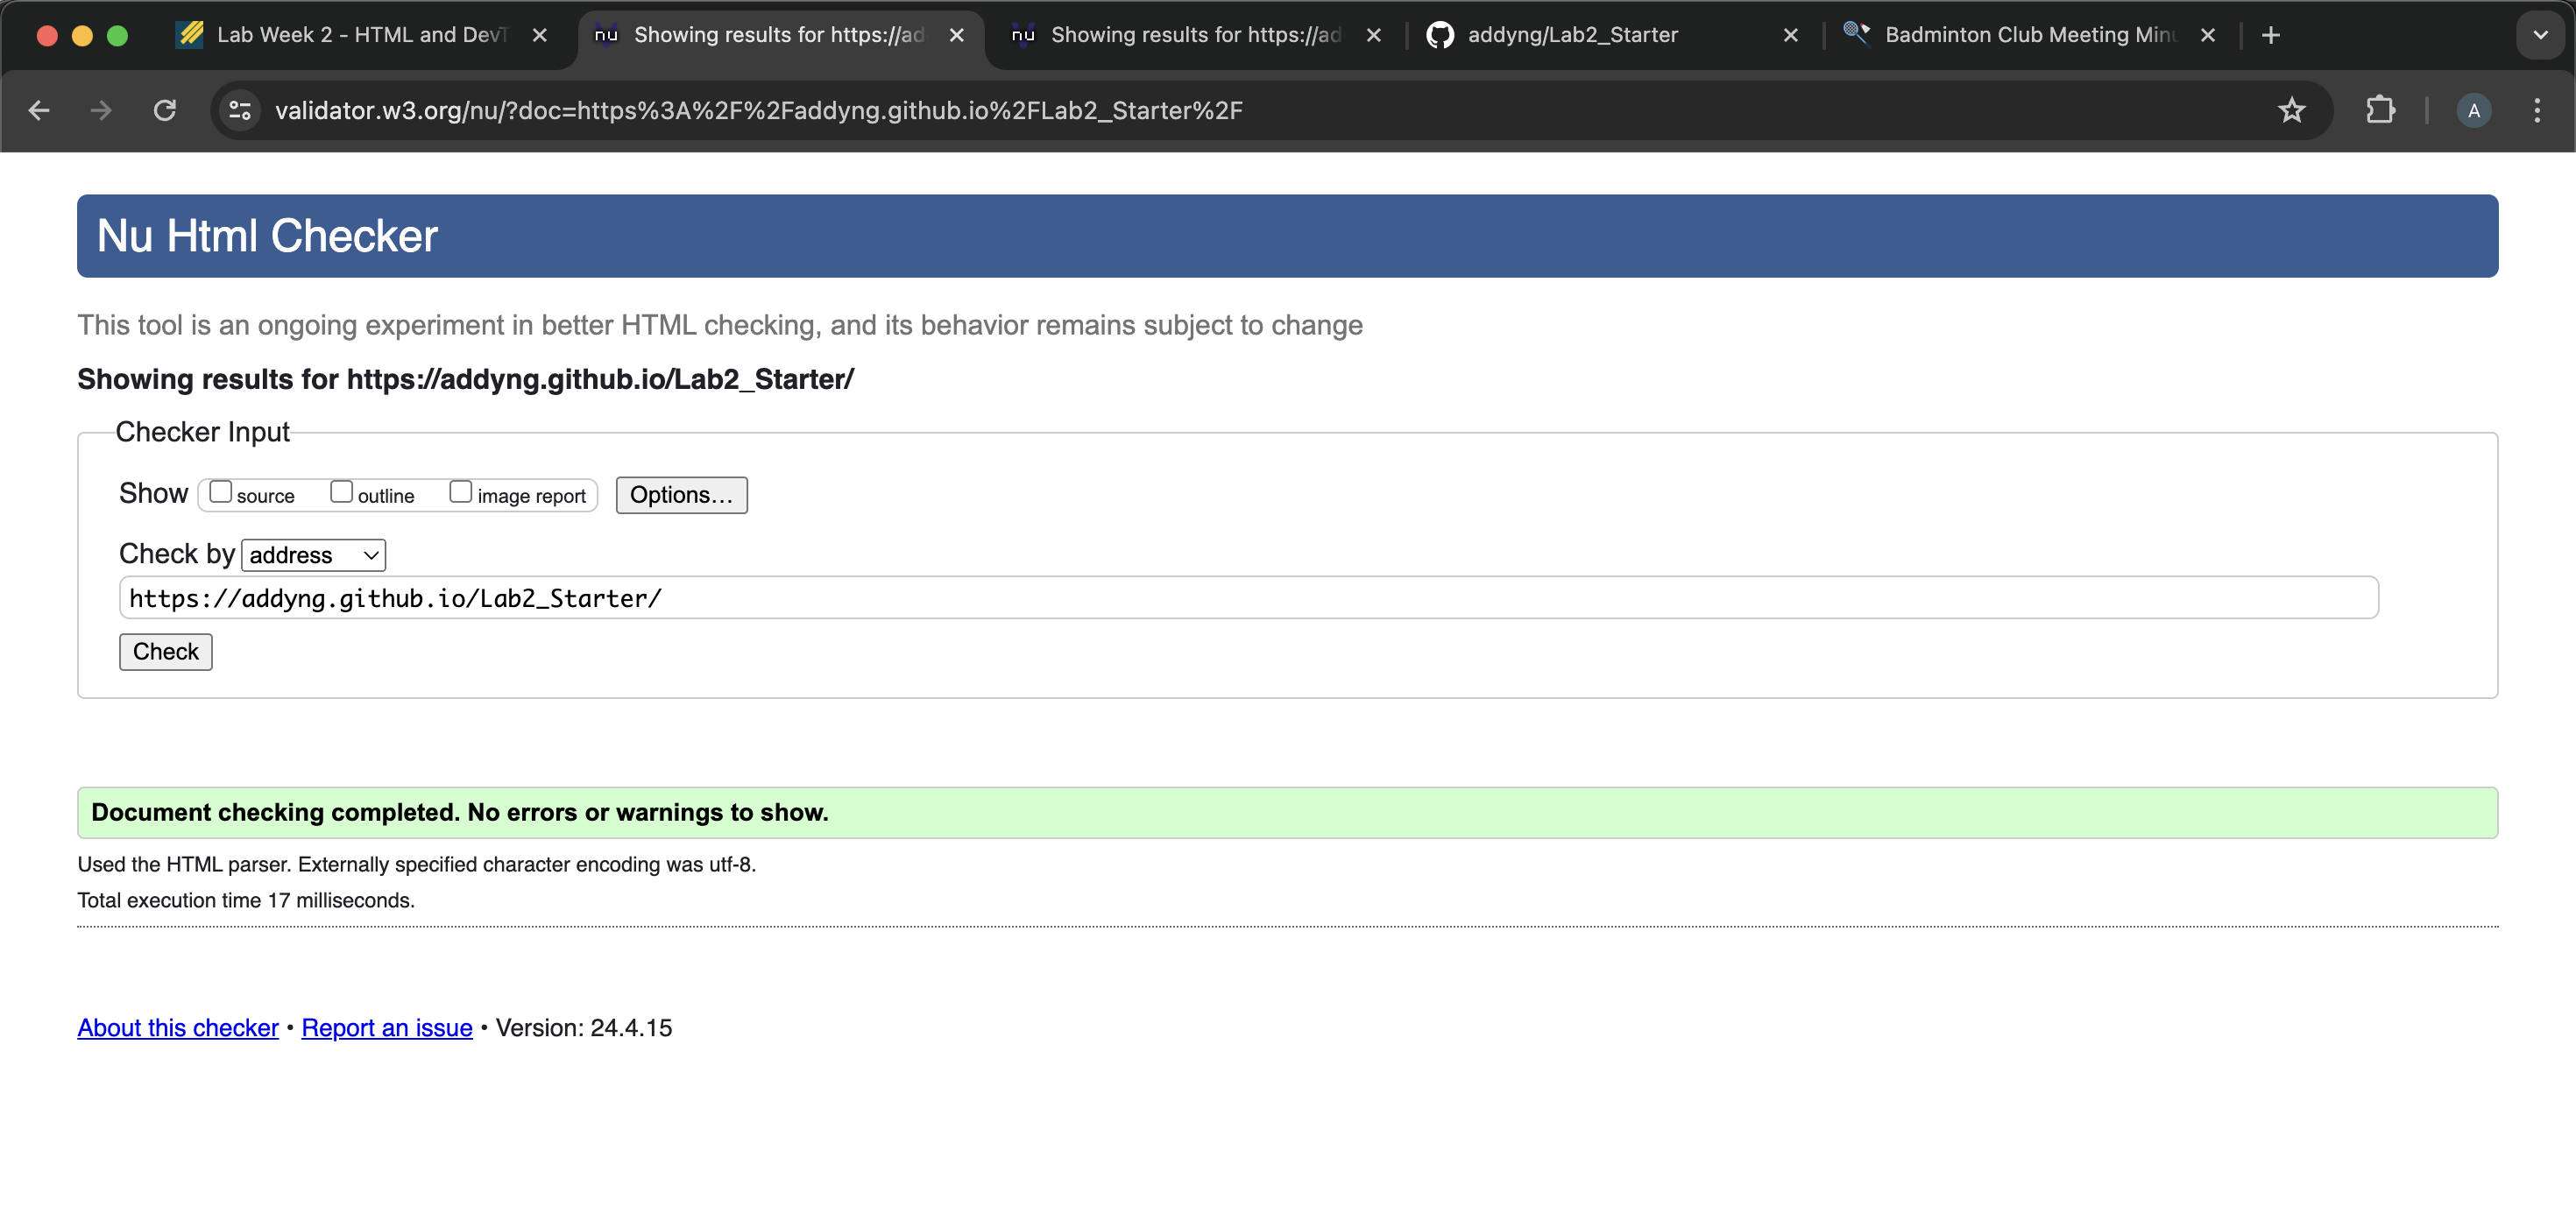 Lab Week 2 - HTML and DevT
nu
Showing results for https://ad
nu
Showing results for https://ad
addyng/Lab2_Starter
Badminton Club Meeting Minu
validator.w3.org/nu/?doc=https%3A%2F%2Faddyng.github.io%2FLab2_Starter%2F
A
Nu Html Checker
This tool is an ongoing experiment in better HTML checking, and its behavior remains subject to change
Showing results for https://addyng.github.io/Lab2_Starter/
Checker Input
Show source outline image report Options...
Check by address
https://addyng.github.io/Lab2_Starter/
Check
Document checking completed. No errors or warnings to show.
Used the HTML parser. Externally specified character encoding was utf-8.
Total execution time 17 milliseconds.
About this checker • Report an issue • Version: 24.4.15